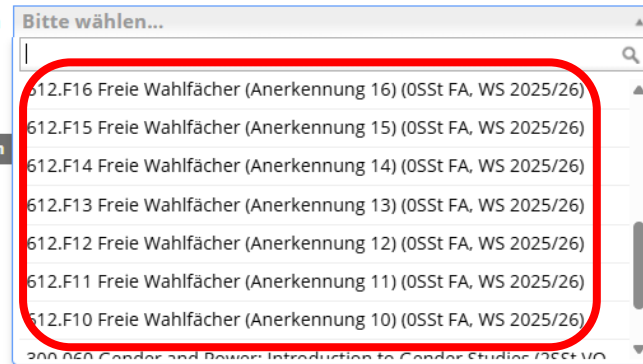 Bitte wählen...
612.F16 Freie Wahlfächer (Anerkennung 16) (0SSt FA, WS 2025/26)
612.F15 Freie Wahlfächer (Anerkennung 15) (0SSt FA, WS 2025/26)
612.F14 Freie Wahlfächer (Anerkennung 14) (0SSt FA, WS 2025/26)
612.F13 Freie Wahlfächer (Anerkennung 13) (0SSt FA, WS 2025/26)
612.F12 Freie Wahlfächer (Anerkennung 12) (0SSt FA, WS 2025/26)
612.F11 Freie Wahlfächer (Anerkennung 11) (0SSt FA, WS 2025/26)
612.F10 Freie Wahlfächer (Anerkennung 10) (0SSt FA, WS 2025/26)
300.060 Gender and Power: Introduction to Gender Studies (2SSt VO